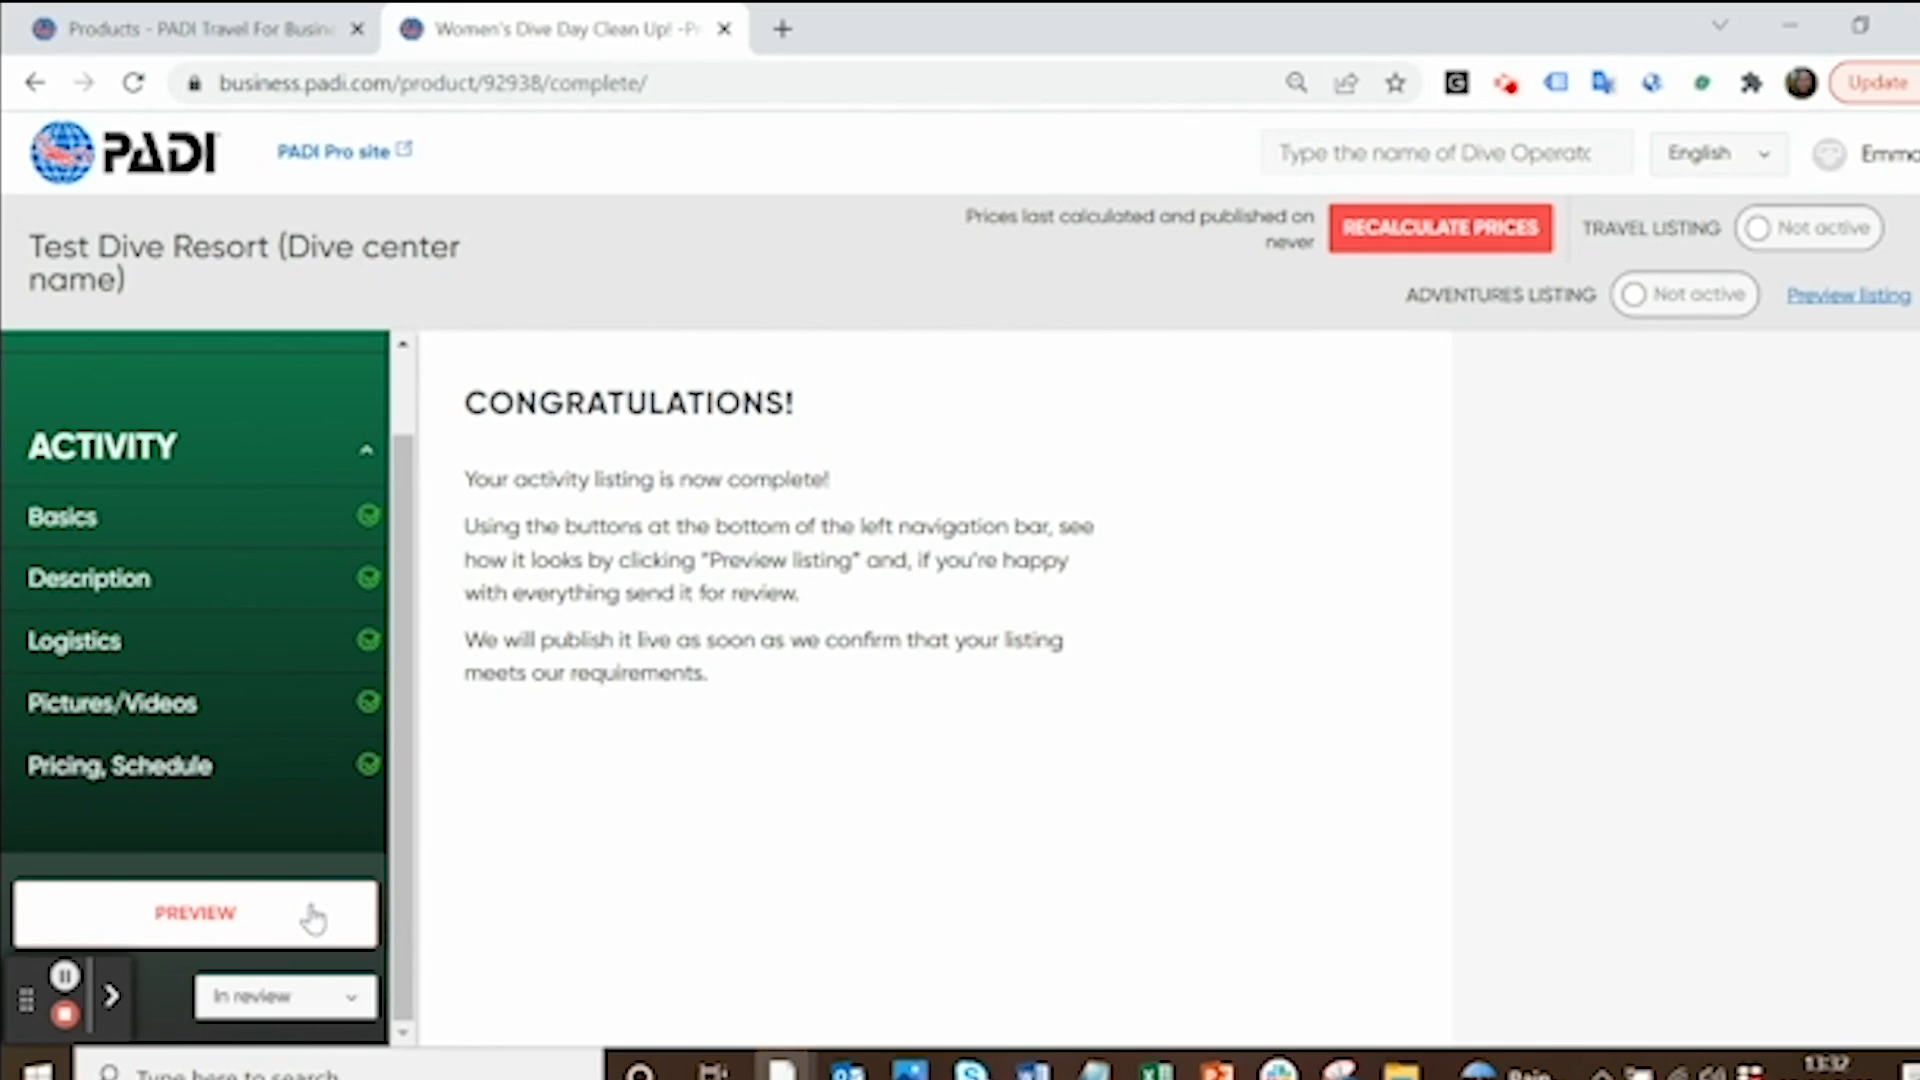 Products - PADI Travel For Busin
Women's Dive Day Clean Up! -Pr
business.padi.com/product/92938/complete/
Update
PADI
PADI Pro site
Type the name of Dive Operato
English
Emma
Test Dive Resort (Dive center
name)
Prices last calculated and published on
never
RECALCULATE PRICES
TRAVEL LISTING
Not active
ADVENTURES LISTING
Not active
Preview listing
ACTIVITY
Basics
Description
Logistics
Pictures/Videos
Pricing, Schedule
PREVIEW
In review
CONGRATULATIONS!
Your activity listing is now complete!
Using the buttons at the bottom of the left navigation bar, see
how it looks by clicking "Preview listing" and, if you're happy
with everything send it for review.
We will publish it live as soon as we confirm that your listing
meets our requirements.
Type here to search
Rain
13:32